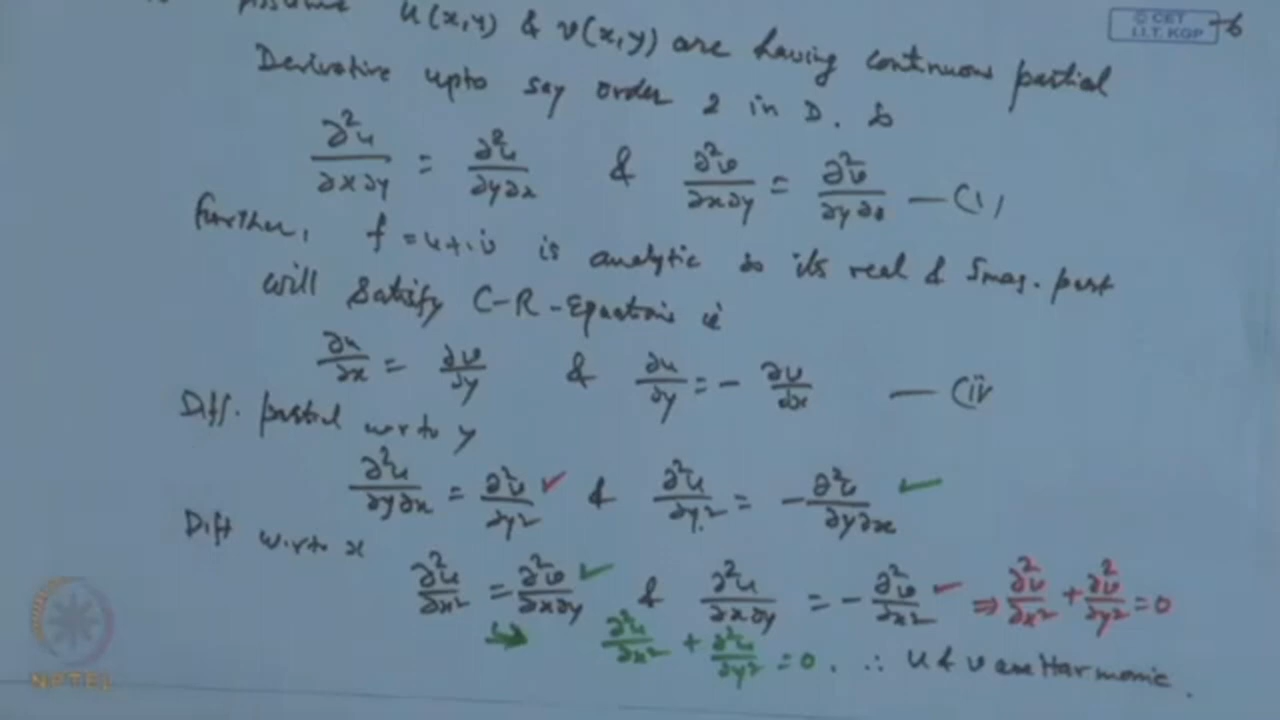 u(x,y) & v(x,y) are having continuous partial
© CET
I.I.T. KGP
-6
Derivative upto say order 2 in D. So
∂²u/∂x∂y = ∂²u/∂y∂x & ∂²v/∂x∂y = ∂²v/∂y∂x — (i)
Further, f = u+iv is analytic so its real & Imag. part
will satisfy C-R-Equations ie
∂u/∂x = ∂v/∂y & ∂u/∂y = - ∂v/∂x — (ii)
Diff. partial w.r. to y
∂²u/∂y∂x = ∂²v/∂y² ✓ & ∂²u/∂y² = - ∂²v/∂y∂x ✓
Diff w.r. to x
∂²u/∂x² = ∂²v/∂x∂y ✓ & ∂²u/∂x∂y = - ∂²v/∂x² ✓ ⇒ ∂²v/∂x² + ∂²v/∂y² = 0
∂²u/∂x² + ∂²u/∂y² = 0. ∴ u & v are Harmonic.
NPTEL